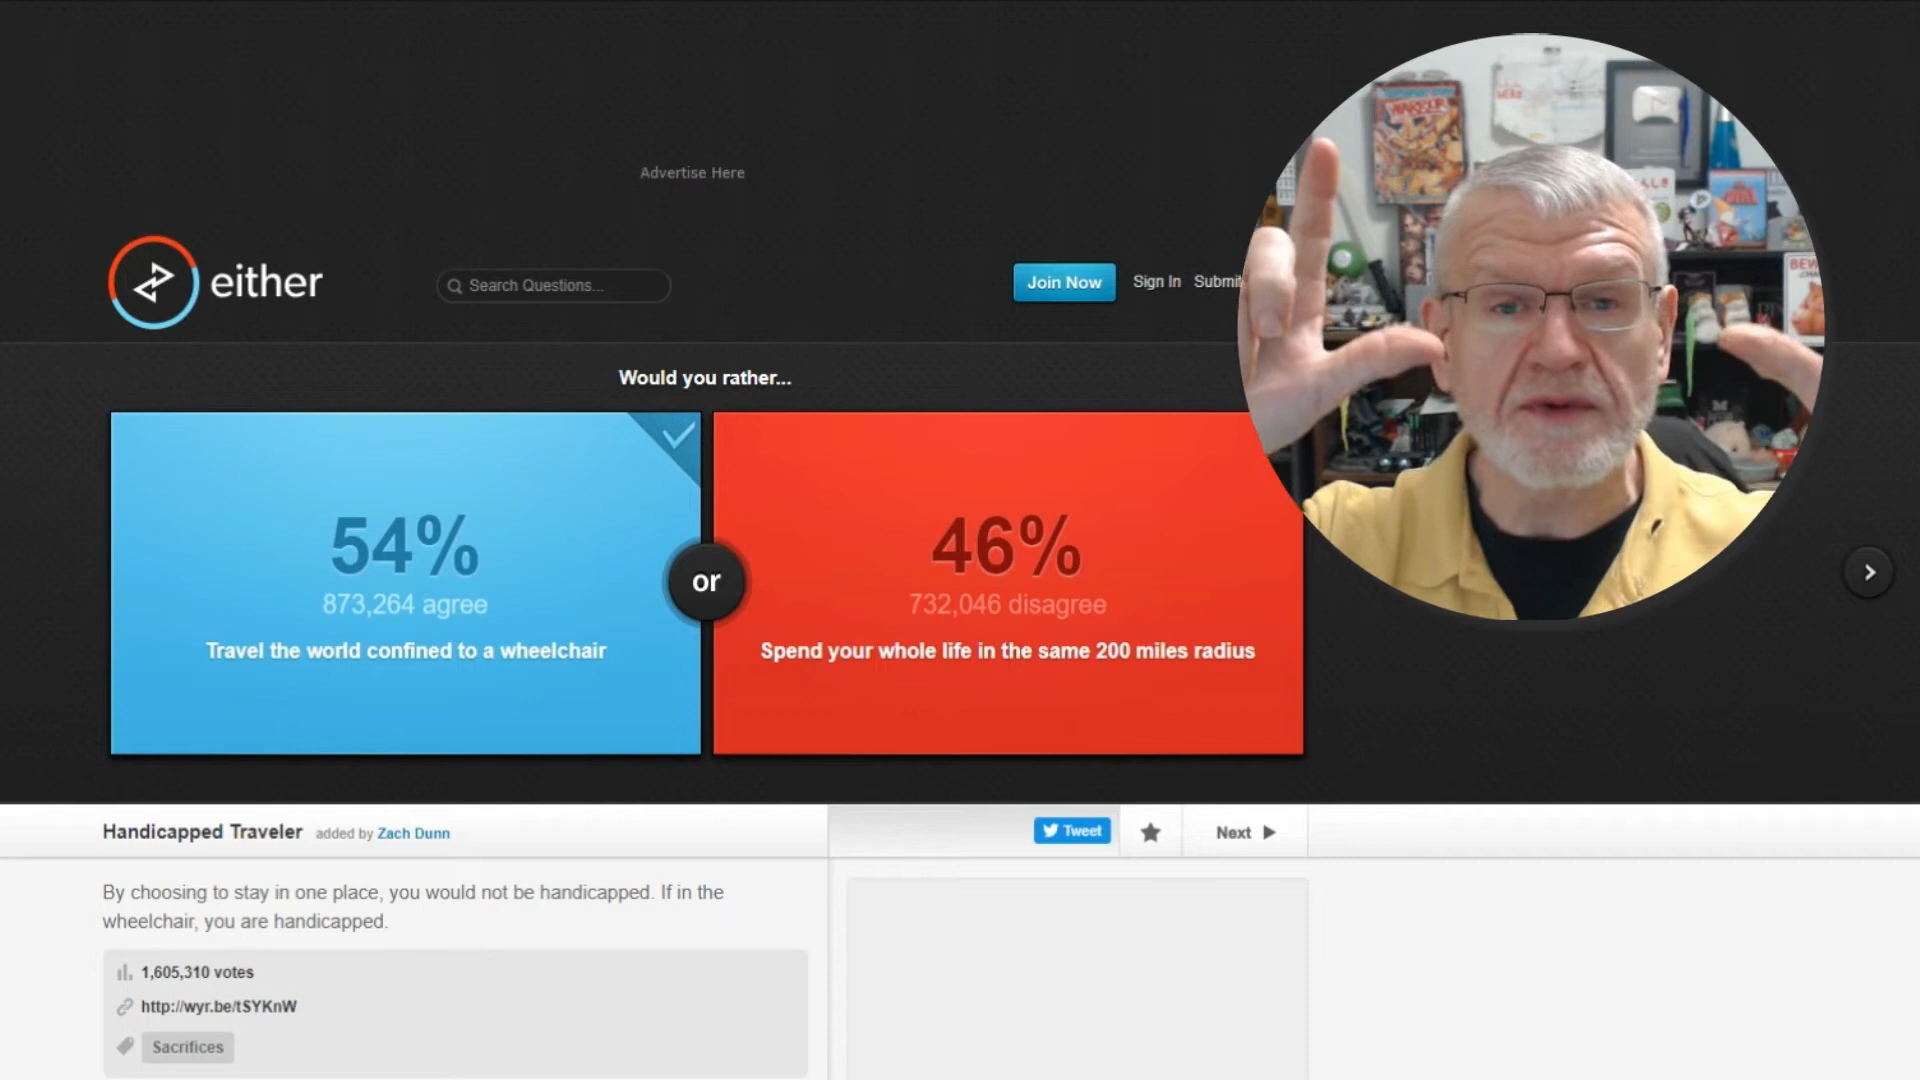 Advertise Here
either
Search Questions...
Join Now
Sign In
Submit
Would you rather...
54%
873,264 agree
Travel the world confined to a wheelchair
or
46%
732,046 disagree
Spend your whole life in the same 200 miles radius
Handicapped Traveler added by Zach Dunn
Tweet
Next
By choosing to stay in one place, you would not be handicapped. If in the
wheelchair, you are handicapped.
1,605,310 votes
http://wyr.be/tSYKnW
Sacrifices
WARRIOR
BEW